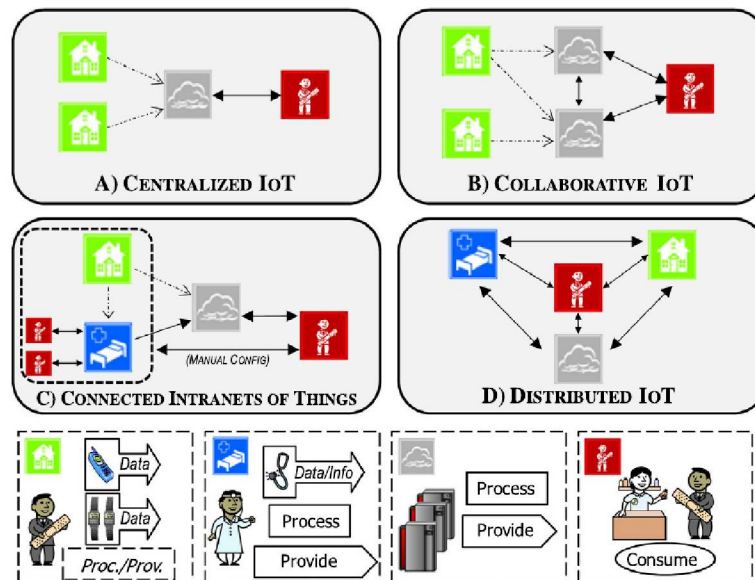 A) CENTRALIZED IOT
B) COLLABORATIVE IOT
(MANUAL CONFIG)
C) CONNECTED INTRANETS OF THINGS
D) DISTRIBUTED IOT
Data
Data
Proc./Prov.
Data/Info
Process
Provide
Process
Provide
Consume